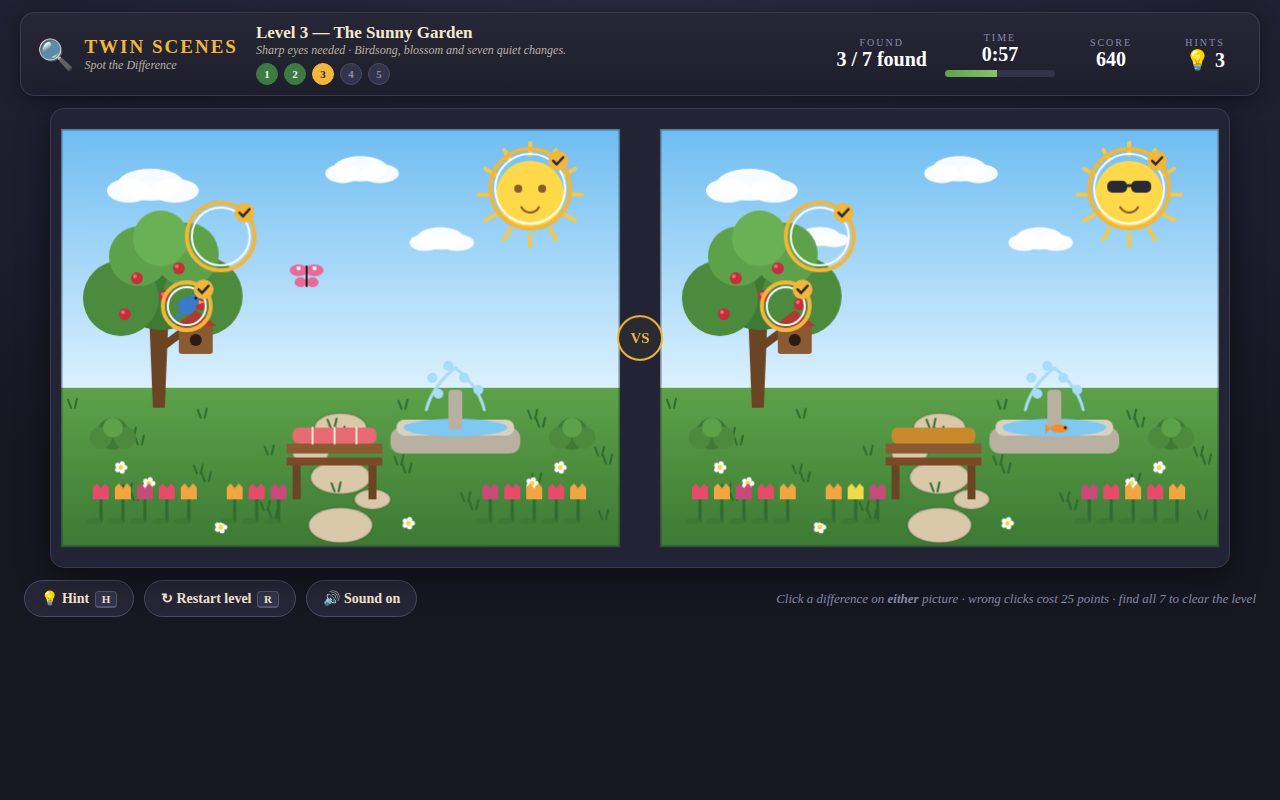 TWIN SCENES
Spot the Difference
Level 3 — The Sunny Garden
Sharp eyes needed · Birdsong, blossom and seven quiet changes.
1 2 3 4 5
FOUND
3 / 7 found
TIME
0:57
SCORE
640
HINTS
💡 3
VS
💡 Hint H
↻ Restart level R
🔊 Sound on
Click a difference on either picture · wrong clicks cost 25 points · find all 7 to clear the level